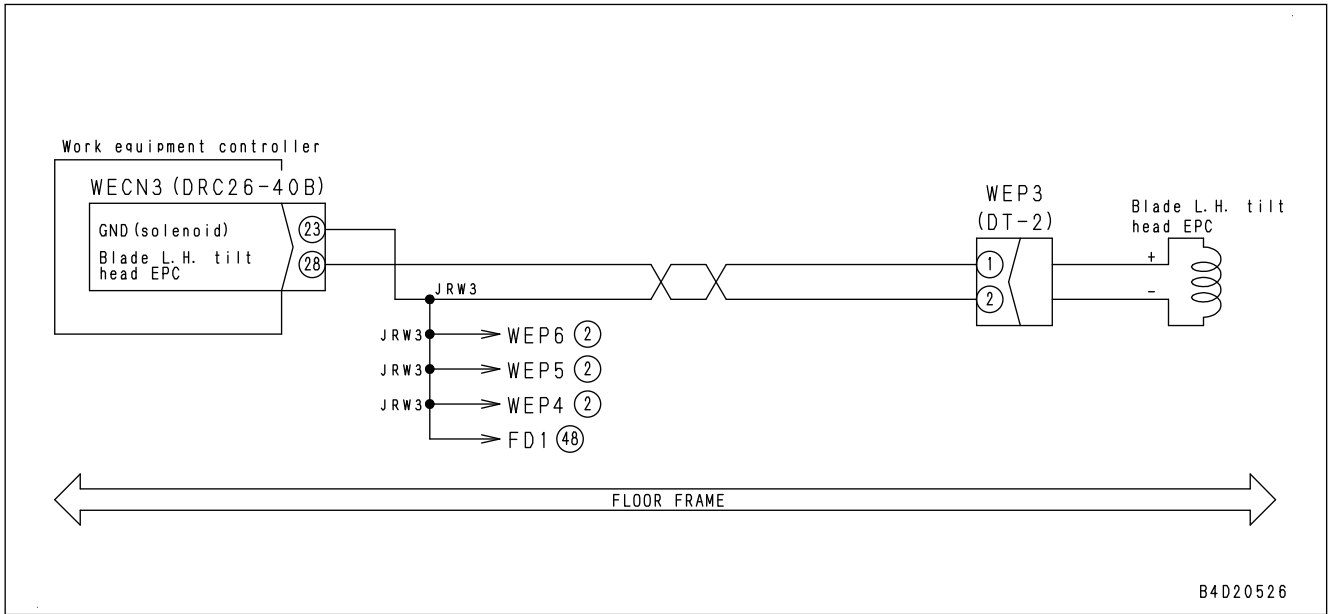 Work equipment controller
WECN3 (DRC26-40B)
GND (solenoid)
23
Blade L.H. tilt
head EPC
28
JRW3
JRW3
WEP6 2
JRW3
WEP5 2
JRW3
WEP4 2
FD1 48
WEP3
(DT-2)
1
2
Blade L.H. tilt
head EPC
+
-
FLOOR FRAME
B4D20526